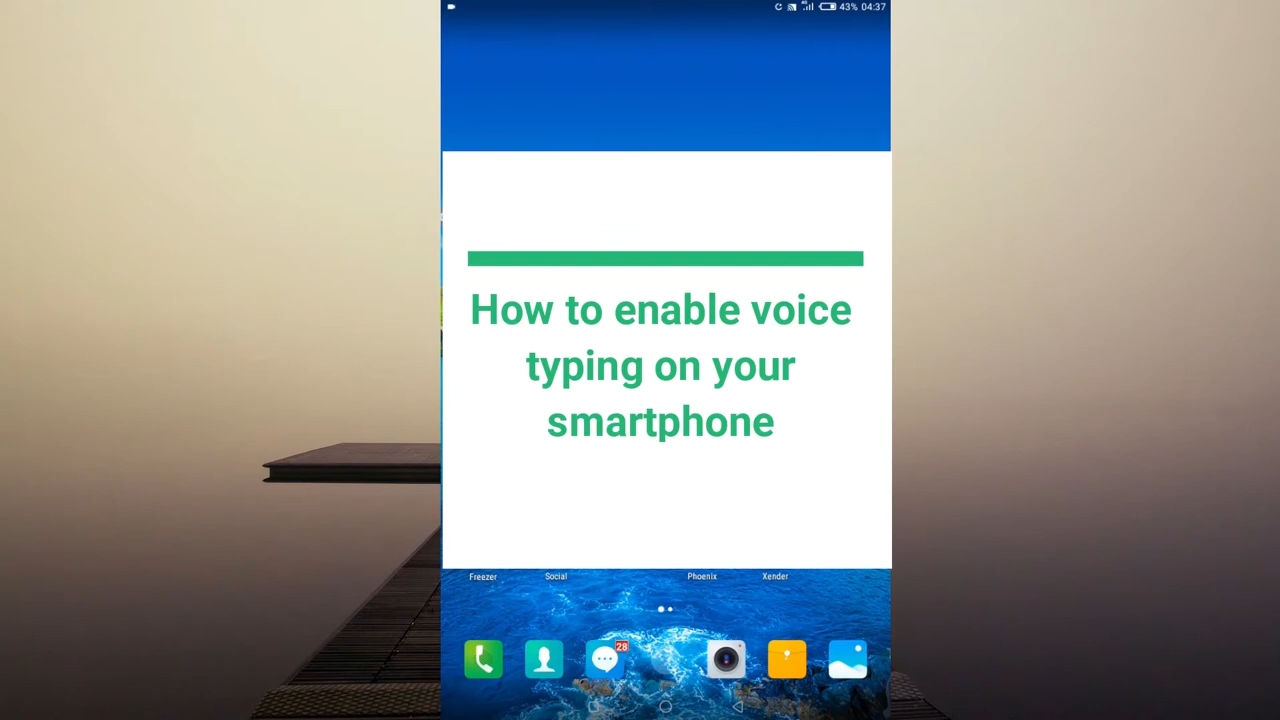 43% 04:37
How to enable voice
typing on your
smartphone
Freezer Social Phoenix Xender
28